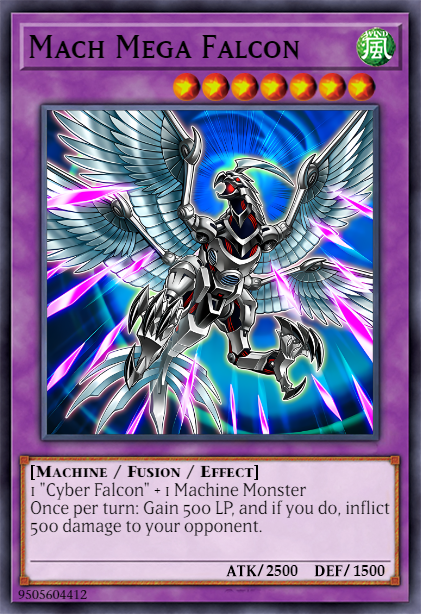 Mach Mega Falcon
WIND
風
[Machine / Fusion / Effect]
1 "Cyber Falcon" + 1 Machine Monster
Once per turn: Gain 500 LP, and if you do, inflict
500 damage to your opponent.
ATK/2500 DEF/1500
9505604412